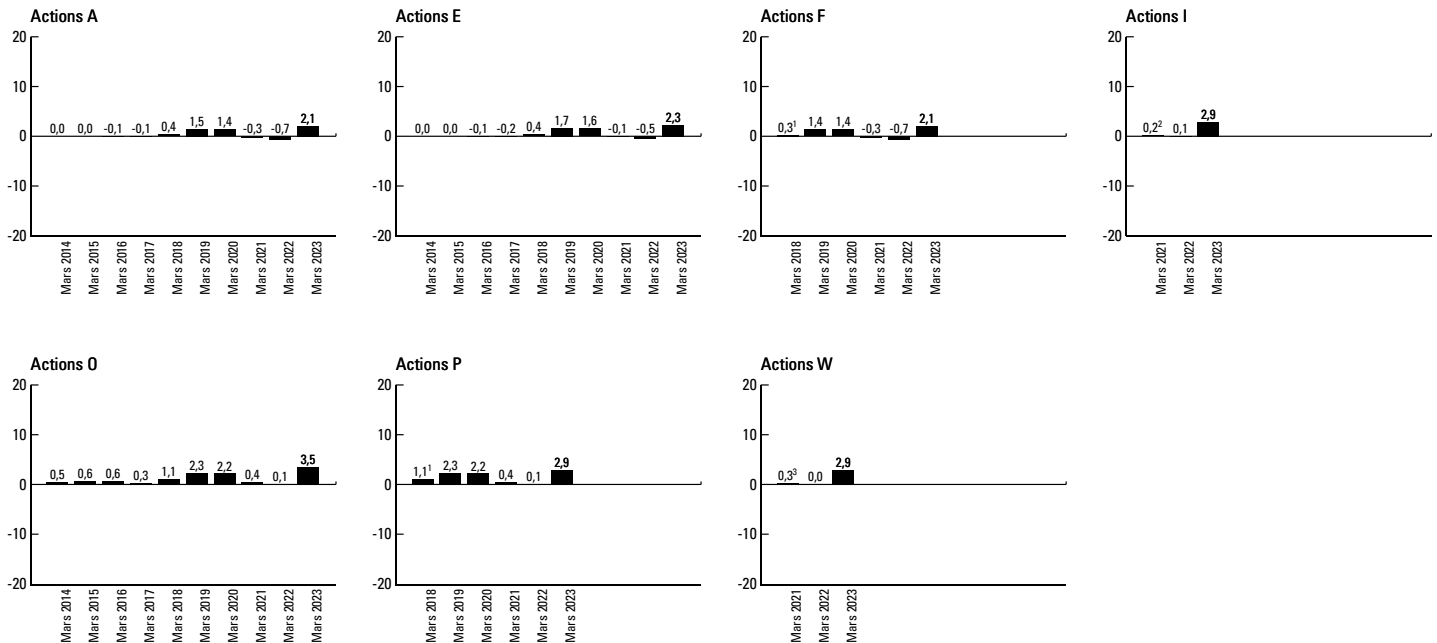 Actions A
20
10
0
-10
-20
0,0 0,0 -0,1 -0,1 0,4 1,5 1,4 -0,3 -0,7 2,1
Mars 2014
Mars 2015
Mars 2016
Mars 2017
Mars 2018
Mars 2019
Mars 2020
Mars 2021
Mars 2022
Mars 2023
Actions E
20
10
0
-10
-20
0,0 0,0 -0,1 -0,2 0,4 1,7 1,6 -0,1 -0,5 2,3
Mars 2014
Mars 2015
Mars 2016
Mars 2017
Mars 2018
Mars 2019
Mars 2020
Mars 2021
Mars 2022
Mars 2023
Actions F
20
10
0
-10
-20
0,3¹ 1,4 1,4 -0,3 -0,7 2,1
Mars 2018
Mars 2019
Mars 2020
Mars 2021
Mars 2022
Mars 2023
Actions I
20
10
0
-10
-20
0,2² 0,1 2,9
Mars 2021
Mars 2022
Mars 2023
Actions O
20
10
0
-10
-20
0,5 0,6 0,6 0,3 1,1 2,3 2,2 0,4 0,1 3,5
Mars 2014
Mars 2015
Mars 2016
Mars 2017
Mars 2018
Mars 2019
Mars 2020
Mars 2021
Mars 2022
Mars 2023
Actions P
20
10
0
-10
-20
1,1¹ 2,3 2,2 0,4 0,1 2,9
Mars 2018
Mars 2019
Mars 2020
Mars 2021
Mars 2022
Mars 2023
Actions W
20
10
0
-10
-20
0,3³ 0,0 2,9
Mars 2021
Mars 2022
Mars 2023